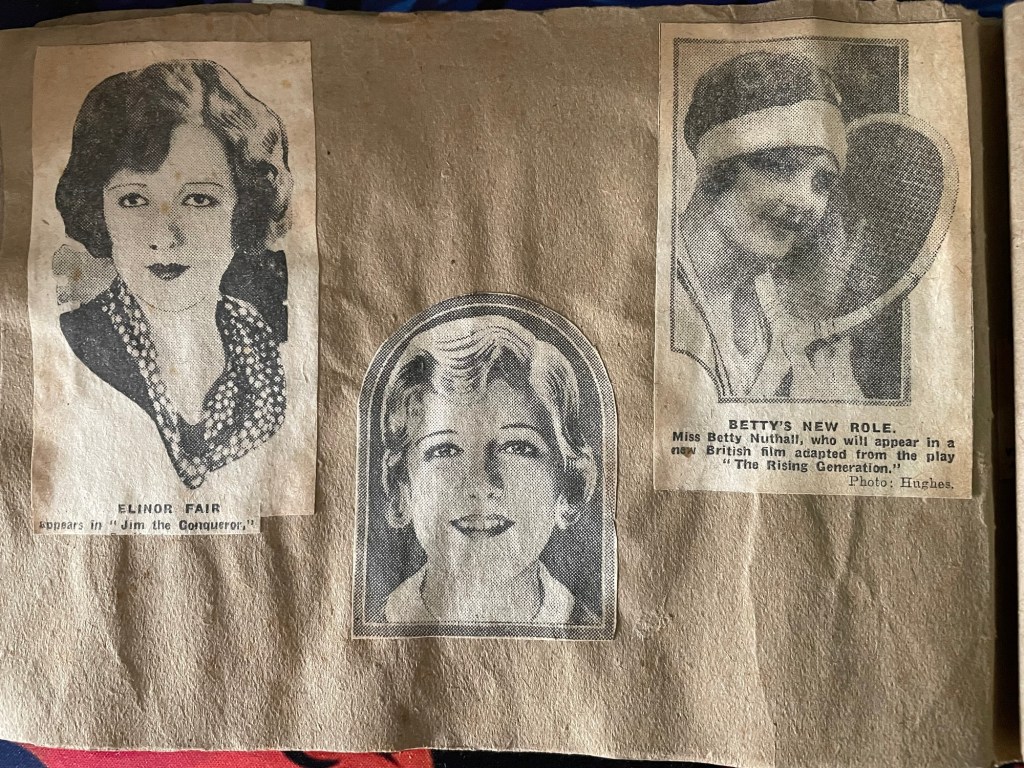 ELINOR FAIR
appears in "Jim the Conqueror,"
BETTY'S NEW ROLE.
Miss Betty Nuthall, who will appear in a
new British film adapted from the play
"The Rising Generation."
Photo: Hughes.